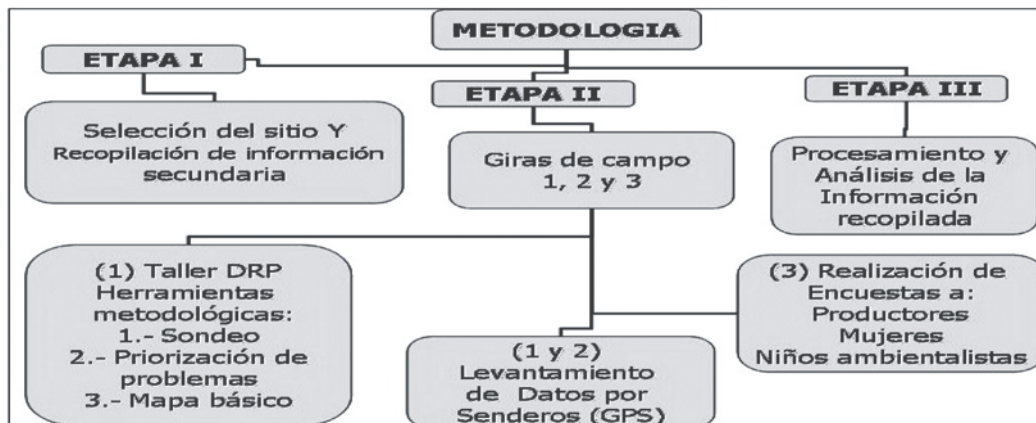 METODOLOGIA
ETAPA I
ETAPA II
ETAPA III
Selección del sitio Y
Recopilación de información
secundaria
Giras de campo
1, 2 y 3
Procesamiento y
Análisis de la
Información
recopilada
(1) Taller DRP
Herramientas
metodológicas:
1.- Sondeo
2.- Priorización de
problemas
3.- Mapa básico
(1 y 2)
Levantamiento
de Datos por
Senderos (GPS)
(3) Realización de
Encuestas a:
Productores
Mujeres
Niños ambientalistas